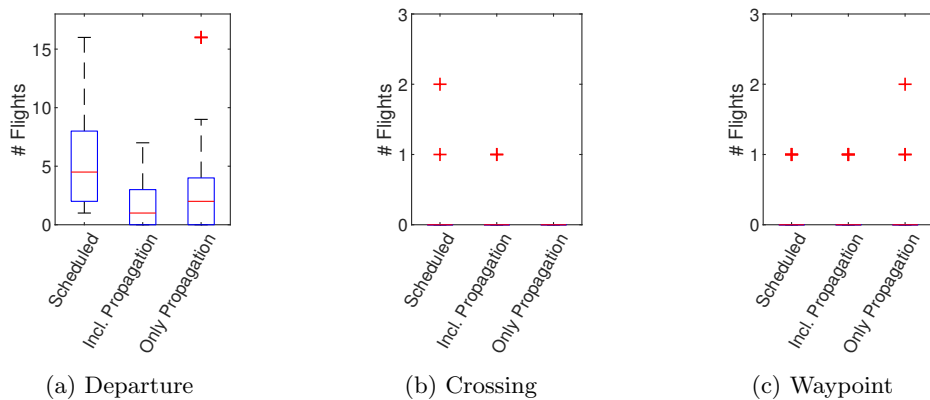 # Flights
15
10
5
0
Scheduled
Incl. Propagation
Only Propagation
(a) Departure
# Flights
3
2
1
0
Scheduled
Incl. Propagation
Only Propagation
(b) Crossing
# Flights
3
2
1
0
Scheduled
Incl. Propagation
Only Propagation
(c) Waypoint